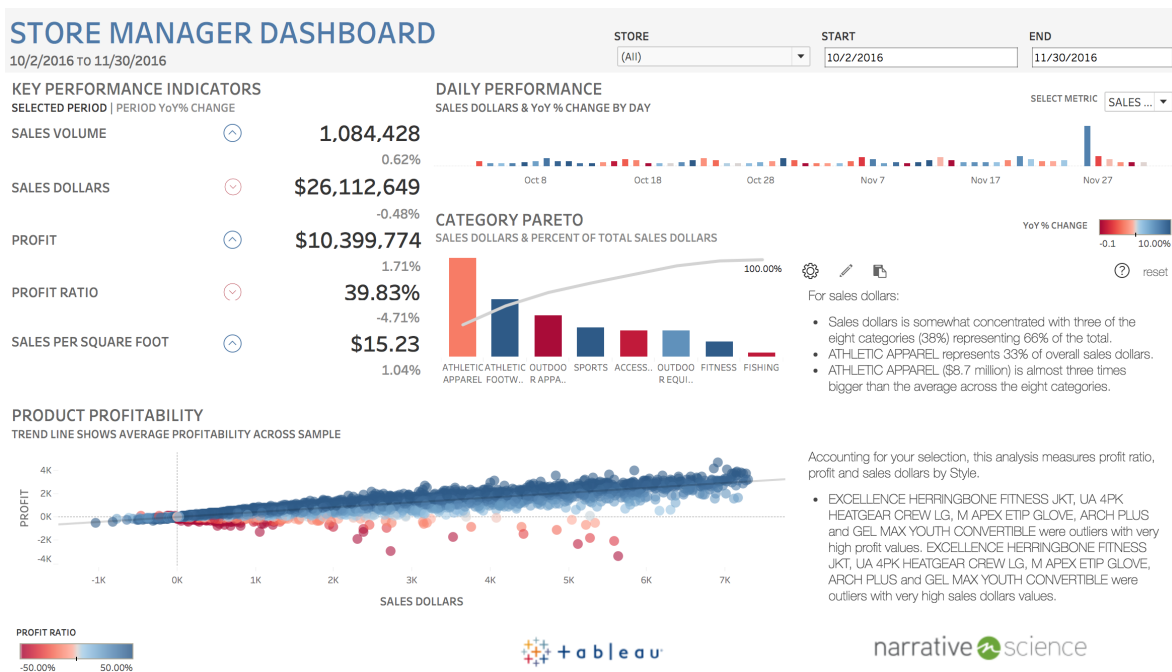 STORE MANAGER DASHBOARD
10/2/2016 TO 11/30/2016
STORE
(All)
START
10/2/2016
END
11/30/2016
KEY PERFORMANCE INDICATORS
SELECTED PERIOD | PERIOD YoY% CHANGE
SALES VOLUME
1,084,428
0.62%
SALES DOLLARS
$26,112,649
-0.48%
PROFIT
$10,399,774
1.71%
PROFIT RATIO
39.83%
-4.71%
SALES PER SQUARE FOOT
$15.23
1.04%
DAILY PERFORMANCE
SALES DOLLARS & YoY % CHANGE BY DAY
SELECT METRIC
SALES ...
Oct 8
Oct 18
Oct 28
Nov 7
Nov 17
Nov 27
CATEGORY PARETO
SALES DOLLARS & PERCENT OF TOTAL SALES DOLLARS
YoY % CHANGE
-0.1
10.00%
100.00%
ATHLETIC
APPAREL
ATHLETIC
FOOTW..
OUTDOO
R APPA..
SPORTS
ACCESS..
OUTDOO
R EQUI..
FITNESS
FISHING
?
reset
For sales dollars:
• Sales dollars is somewhat concentrated with three of the
eight categories (38%) representing 66% of the total.
• ATHLETIC APPAREL represents 33% of overall sales dollars.
• ATHLETIC APPAREL ($8.7 million) is almost three times
bigger than the average across the eight categories.
PRODUCT PROFITABILITY
TREND LINE SHOWS AVERAGE PROFITABILITY ACROSS SAMPLE
PROFIT
4K
2K
0K
-2K
-4K
-1K
0K
1K
2K
3K
4K
5K
6K
7K
SALES DOLLARS
Accounting for your selection, this analysis measures profit ratio,
profit and sales dollars by Style.
• EXCELLENCE HERRINGBONE FITNESS JKT, UA 4PK
HEATGEAR CREW LG, M APEX ETIP GLOVE, ARCH PLUS
and GEL MAX YOUTH CONVERTIBLE were outliers with very
high profit values. EXCELLENCE HERRINGBONE FITNESS
JKT, UA 4PK HEATGEAR CREW LG, M APEX ETIP GLOVE,
ARCH PLUS and GEL MAX YOUTH CONVERTIBLE were
outliers with very high sales dollars values.
PROFIT RATIO
-50.00%
50.00%
+ableau
narrative science